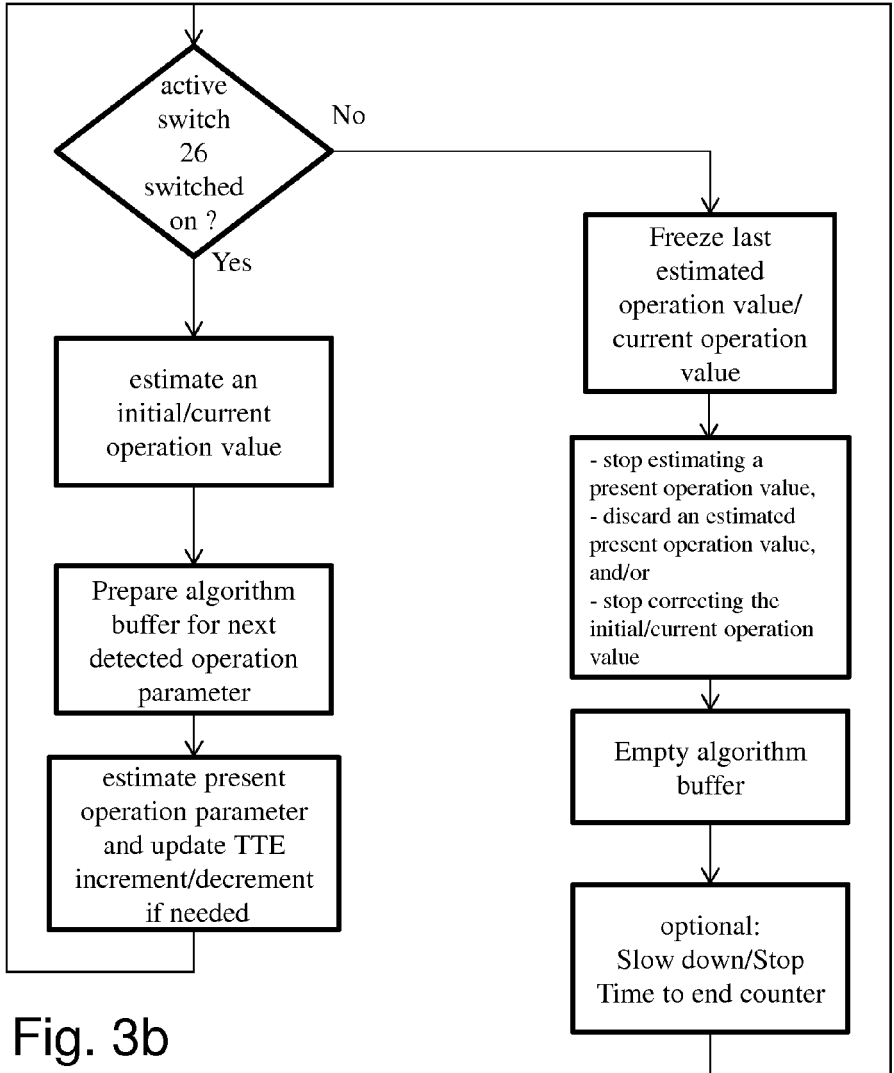 active
switch
26
switched
on ?
No
Yes
estimate an
initial/current
operation value
Prepare algorithm
buffer for next
detected operation
parameter
estimate present
operation parameter
and update TTE
increment/decrement
if needed
Freeze last
estimated
operation value/
current operation
value
- stop estimating a
present operation value,
- discard an estimated
present operation value,
and/or
- stop correcting the
initial/current operation
value
Empty algorithm
buffer
optional:
Slow down/Stop
Time to end counter
Fig. 3b